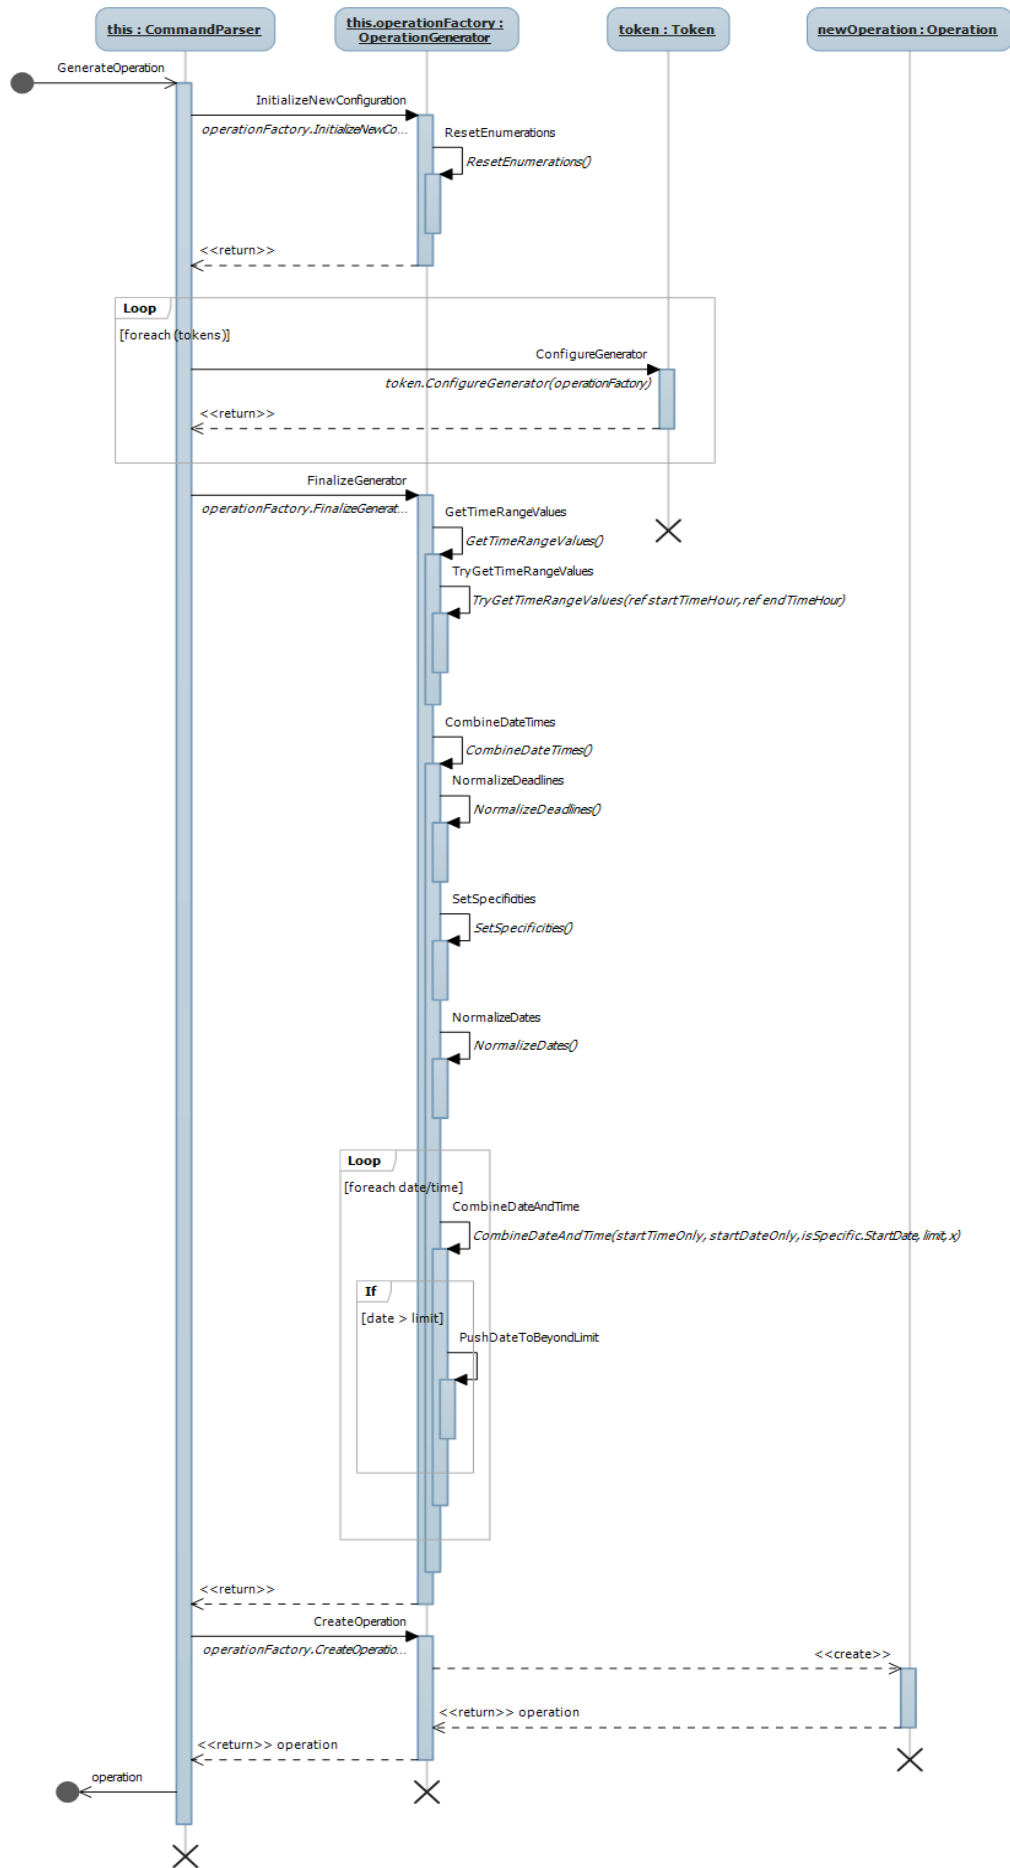 this : CommandParser
this.operationFactory :
OperationGenerator
token : Token
newOperation : Operation
GenerateOperation
InitializeNewConfiguration
operationFactory.InitializeNewCo...
ResetEnumerations
ResetEnumerations()
<<return>>
Loop
[foreach (tokens)]
ConfigureGenerator
token.ConfigureGenerator(operationFactory)
<<return>>
FinalizeGenerator
operationFactory.FinalizeGenerat...
GetTimeRangeValues
GetTimeRangeValues()
TryGetTimeRangeValues
TryGetTimeRangeValues(ref startTimeHour, ref endTimeHour)
CombineDateTimes
CombineDateTimes()
NormalizeDeadlines
NormalizeDeadlines()
SetSpecificities
SetSpecificities()
NormalizeDates
NormalizeDates()
Loop
[foreach date/time]
CombineDateAndTime
CombineDateAndTime(startTimeOnly, startDateOnly, isSpecific.StartDate, limit, x)
If
[date > limit]
PushDateToBeyondLimit
<<return>>
CreateOperation
operationFactory.CreateOperatio...
<<create>>
<<return>> operation
<<return>> operation
operation